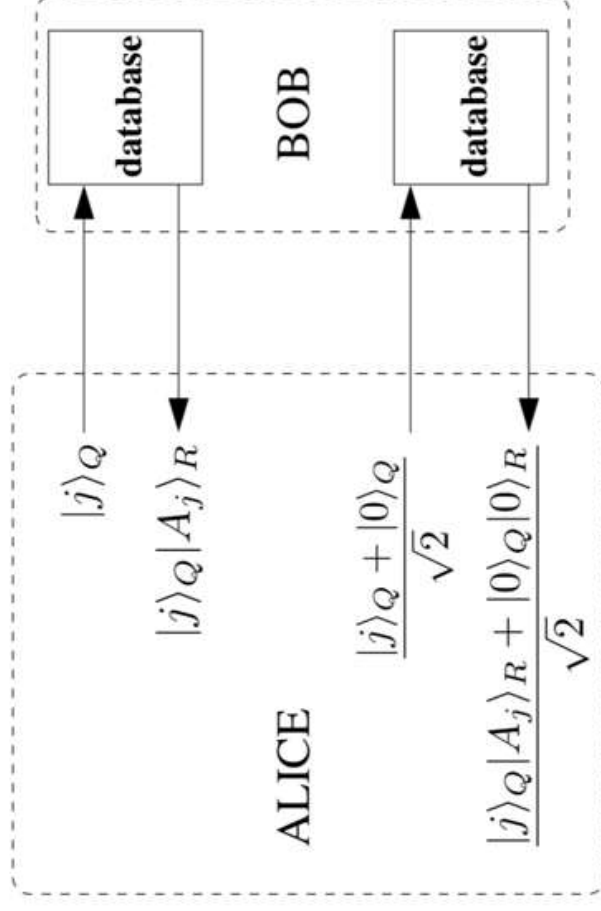 ALICE
|j⟩_Q
|j⟩_Q|A_j⟩_R
|j⟩_Q + |0⟩_Q
√2
|j⟩_Q|A_j⟩_R + |0⟩_Q|0⟩_R
√2
BOB
database
database